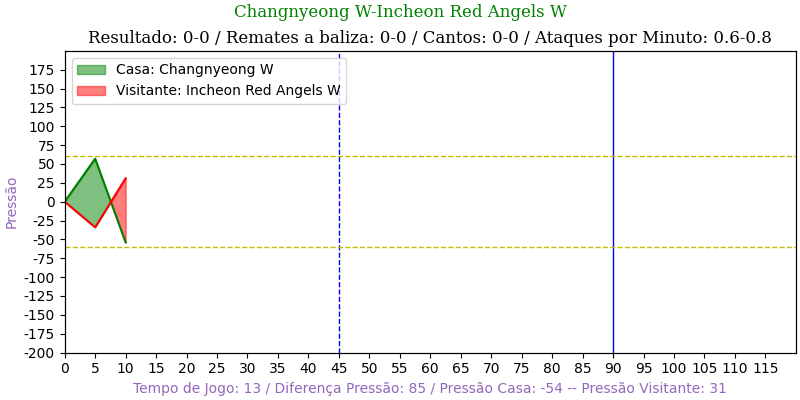 Changnyeong W-Incheon Red Angels W
Resultado: 0-0 / Remates a baliza: 0-0 / Cantos: 0-0 / Ataques por Minuto: 0.6-0.8
Casa: Changnyeong W
Visitante: Incheon Red Angels W
Pressão
175
150
125
100
75
50
25
0
-25
-50
-75
-100
-125
-150
-175
-200
0 5 10 15 20 25 30 35 40 45 50 55 60 65 70 75 80 85 90 95 100 105 110 115
Tempo de Jogo: 13 / Diferença Pressão: 85 / Pressão Casa: -54 -- Pressão Visitante: 31